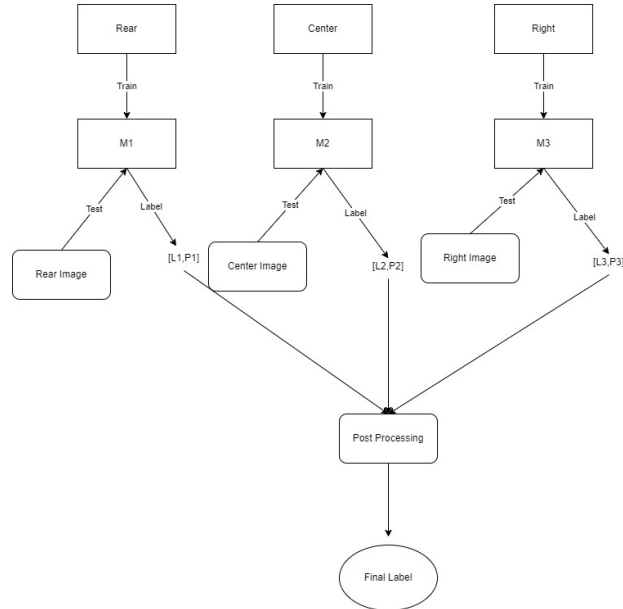 Rear
Center
Right
Train
Train
Train
M1
M2
M3
Test
Label
Test
Label
Test
Label
Rear Image
[L1,P1]
Center Image
[L2,P2]
Right Image
[L3,P3]
Post Processing
Final Label